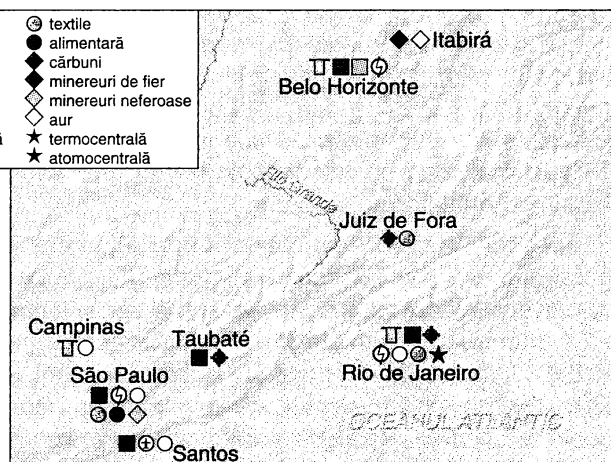 textile
alimentară
cărbuni
minereuri de fier
minereuri neferoase
aur
termocentrală
atomocentrală
Itabirá
Belo Horizonte
Rio Grande
Juiz de Fora
Campinas
Taubaté
São Paulo
Rio de Janeiro
OCEANUL ATLANTIC
Santos